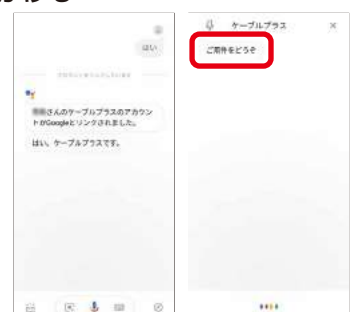 はい
さんのケーブルプラスのアカウン
トがGoogleとリンクされました。
はい、ケーブルプラスです。
ケーブルプラス
ご用件をどうぞ